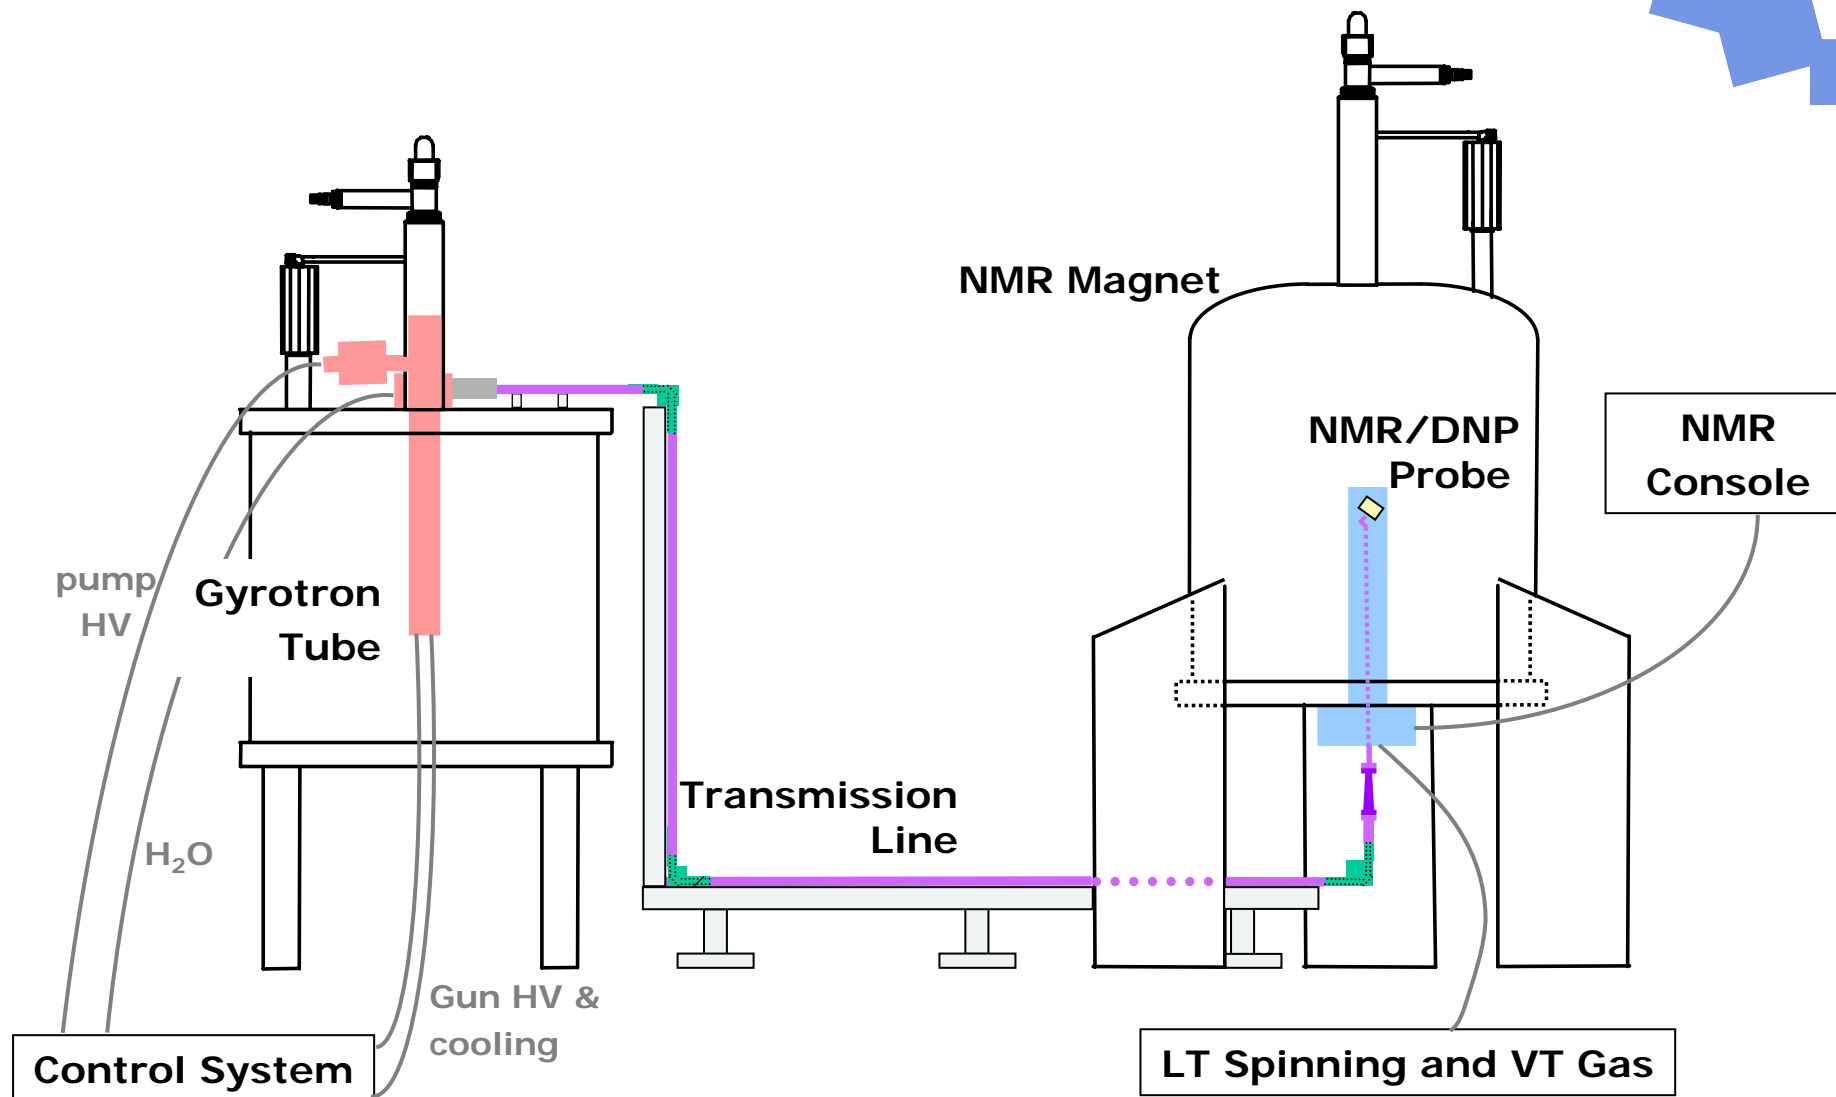 NMR Magnet
NMR/DNP
Probe
NMR
Console
pump
HV
Gyrotron
Tube
Transmission
Line
H₂O
Gun HV &
cooling
Control System
LT Spinning and VT Gas